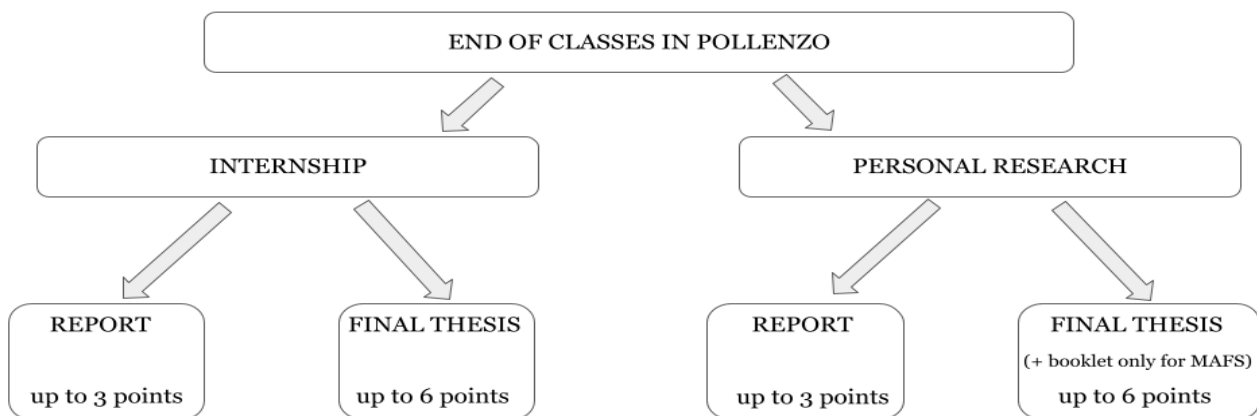 END OF CLASSES IN POLLENZO
INTERNSHIP
PERSONAL RESEARCH
REPORT
up to 3 points
FINAL THESIS
up to 6 points
REPORT
up to 3 points
FINAL THESIS
(+ booklet only for MAFS)
up to 6 points